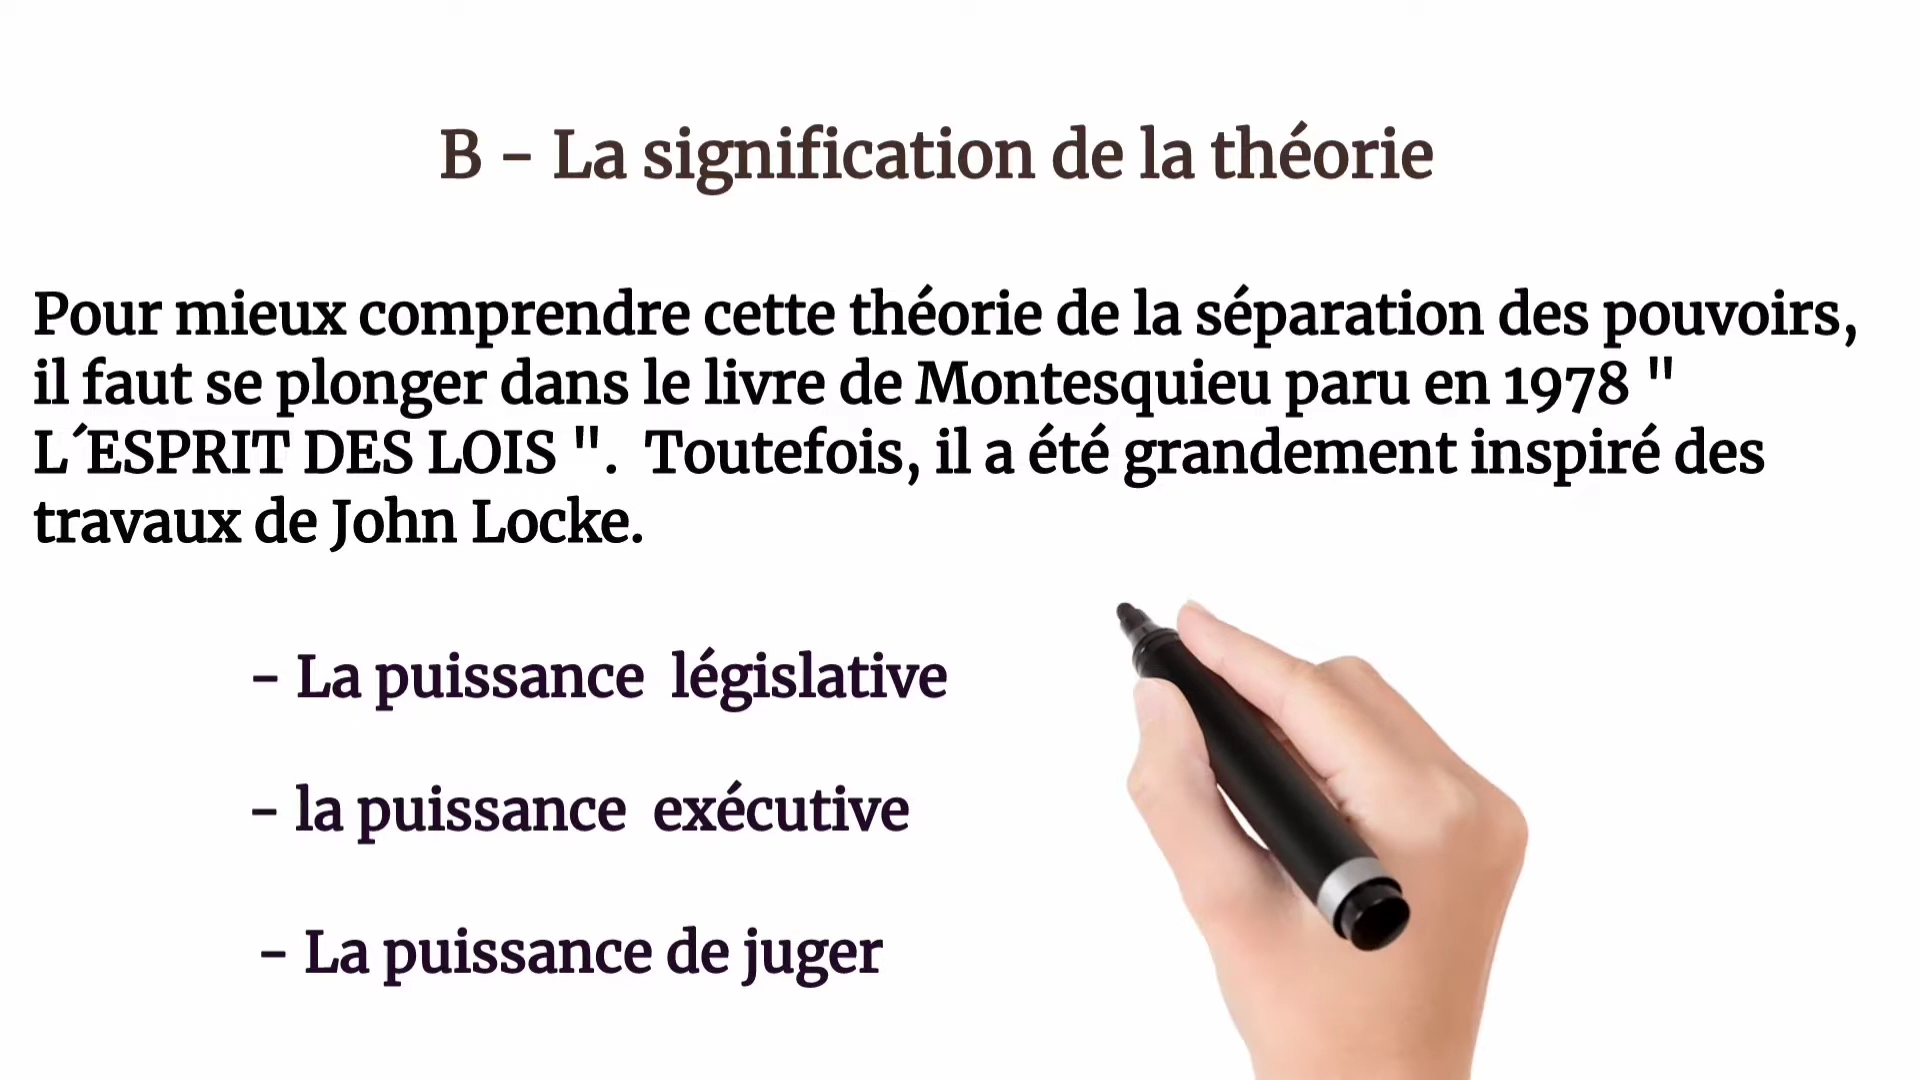 B - La signification de la théorie
Pour mieux comprendre cette théorie de la séparation des pouvoirs,
il faut se plonger dans le livre de Montesquieu paru en 1978 "
L´ESPRIT DES LOIS ".  Toutefois, il a été grandement inspiré des
travaux de John Locke.
- La puissance  législative
- la puissance  exécutive
- La puissance de juger